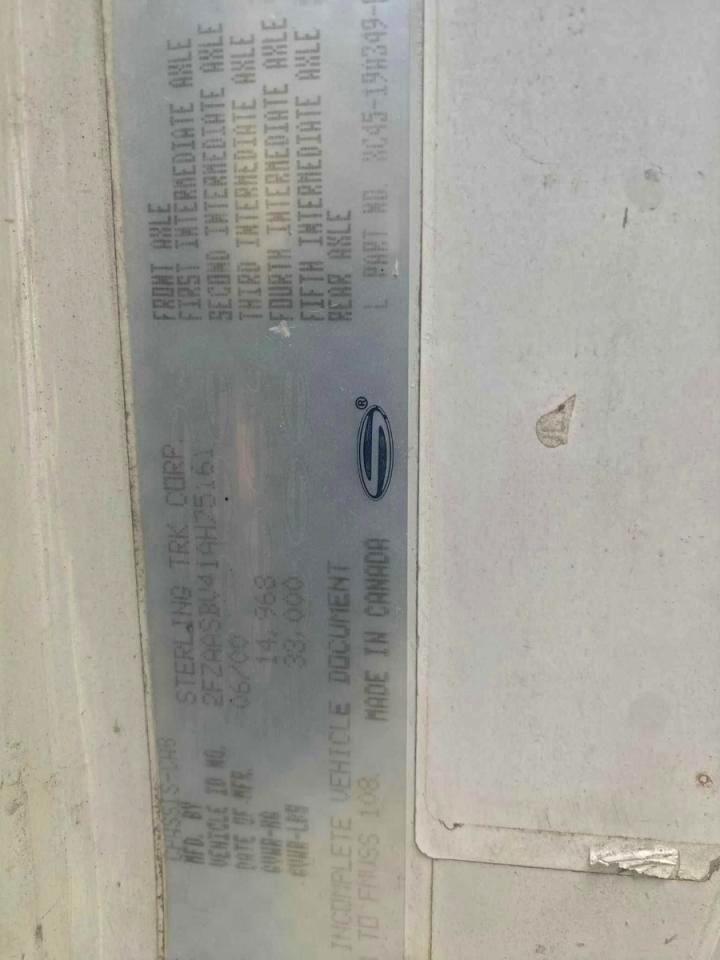 MFD. BY STERLING TRK CORP.
VEHICLE ID NO. 2FZAASBV41AH75161
DATE OF MFR. 06/00
GVWR-KG 14,968
GVWR-LBS 33,000
INCOMPLETE VEHICLE DOCUMENT
TO FMVSS 108. MADE IN CANADA
S®
FRONT AXLE
FIRST INTERMEDIATE AXLE
SECOND INTERMEDIATE AXLE
THIRD INTERMEDIATE AXLE
FOURTH INTERMEDIATE AXLE
FIFTH INTERMEDIATE AXLE
REAR AXLE
L PART NO. XC45-19A349-